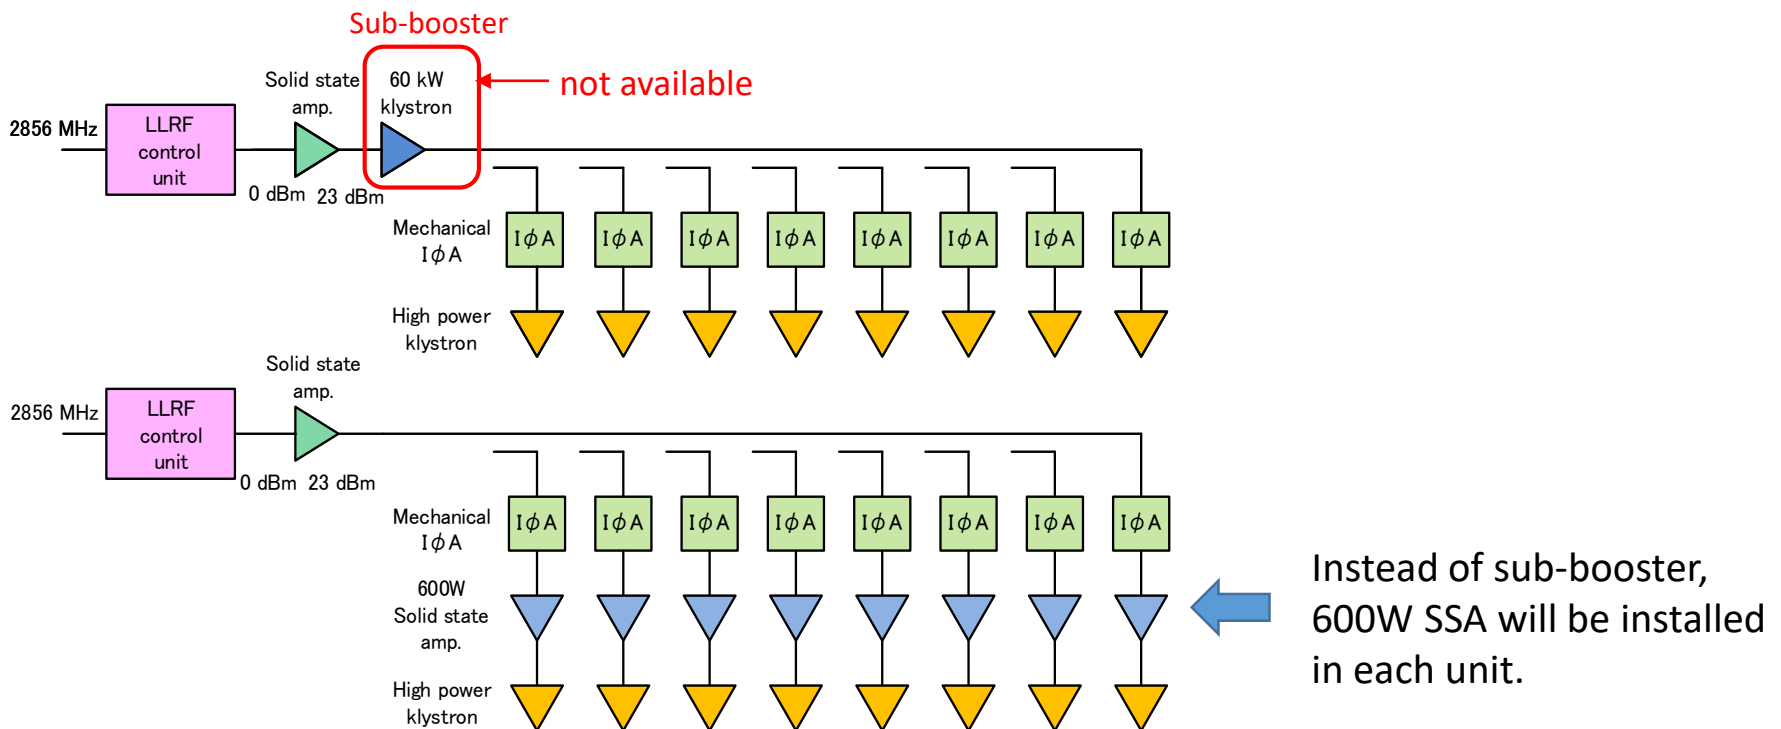 Sub-booster
Solid state
amp.
60 kW
klystron
not available
2856 MHz
LLRF
control
unit
0 dBm 23 dBm
Mechanical
IϕA
IϕA IϕA IϕA IϕA IϕA IϕA IϕA IϕA
High power
klystron
Solid state
amp.
2856 MHz
LLRF
control
unit
0 dBm 23 dBm
Mechanical
IϕA
IϕA IϕA IϕA IϕA IϕA IϕA IϕA IϕA
600W
Solid state
amp.
High power
klystron
Instead of sub-booster,
600W SSA will be installed
in each unit.